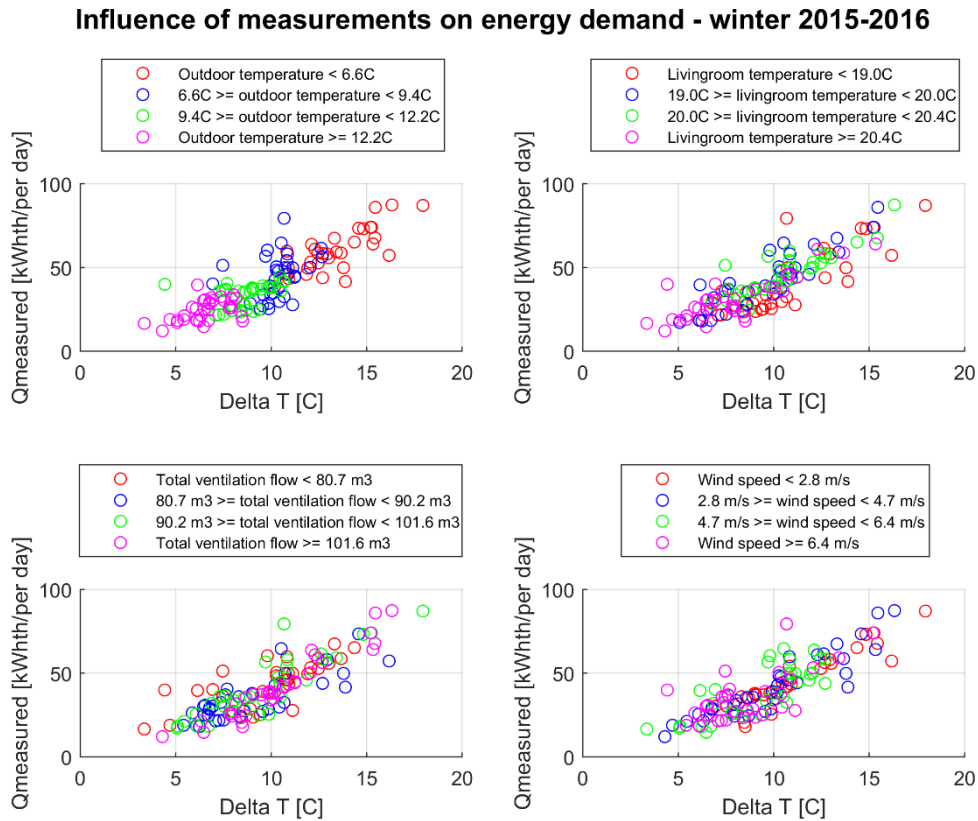 Influence of measurements on energy demand - winter 2015-2016
Outdoor temperature < 6.6C
6.6C >= outdoor temperature < 9.4C
9.4C >= outdoor temperature < 12.2C
Outdoor temperature >= 12.2C
Qmeasured [kWhth/per day]
100
50
0
0 5 10 15 20
Delta T [C]
Livingroom temperature < 19.0C
19.0C >= livingroom temperature < 20.0C
20.0C >= livingroom temperature < 20.4C
Livingroom temperature >= 20.4C
Qmeasured [kWhth/per day]
100
50
0
0 5 10 15 20
Delta T [C]
Total ventilation flow < 80.7 m3
80.7 m3 >= total ventilation flow < 90.2 m3
90.2 m3 >= total ventilation flow < 101.6 m3
Total ventilation flow >= 101.6 m3
Qmeasured [kWhth/per day]
100
50
0
0 5 10 15 20
Delta T [C]
Wind speed < 2.8 m/s
2.8 m/s >= wind speed < 4.7 m/s
4.7 m/s >= wind speed < 6.4 m/s
Wind speed >= 6.4 m/s
Qmeasured [kWhth/per day]
100
50
0
0 5 10 15 20
Delta T [C]